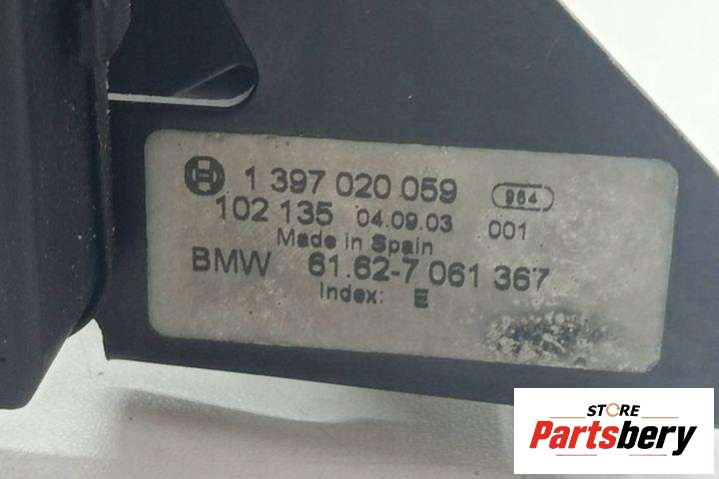 1 397 020 059 964
102 135 04.09.03 001
Made in Spain
BMW 61.62-7 061 367
Index: E
STORE
Partsbery